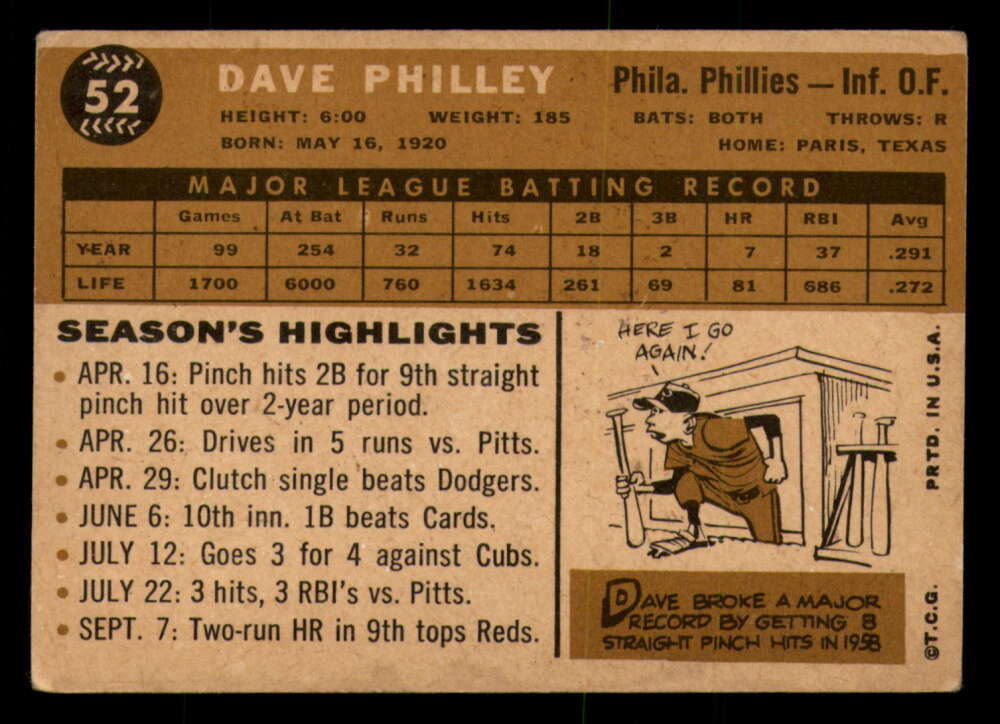 52
DAVE PHILLEY
Phila. Phillies — Inf. O.F.
HEIGHT: 6:00 WEIGHT: 185 BATS: BOTH THROWS: R
BORN: MAY 16, 1920 HOME: PARIS, TEXAS
MAJOR LEAGUE BATTING RECORD
Games At Bat Runs Hits 2B 3B HR RBI Avg
YEAR 99 254 32 74 18 2 7 37 .291
LIFE 1700 6000 760 1634 261 69 81 686 .272
SEASON'S HIGHLIGHTS
• APR. 16: Pinch hits 2B for 9th straight
pinch hit over 2-year period.
• APR. 26: Drives in 5 runs vs. Pitts.
• APR. 29: Clutch single beats Dodgers.
• JUNE 6: 10th inn. 1B beats Cards.
• JULY 12: Goes 3 for 4 against Cubs.
• JULY 22: 3 hits, 3 RBI's vs. Pitts.
• SEPT. 7: Two-run HR in 9th tops Reds.
HERE I GO
AGAIN!
P
DAVE BROKE A MAJOR
RECORD BY GETTING 8
STRAIGHT PINCH HITS IN 1958
©T.C.G. PRTD. IN U.S.A.